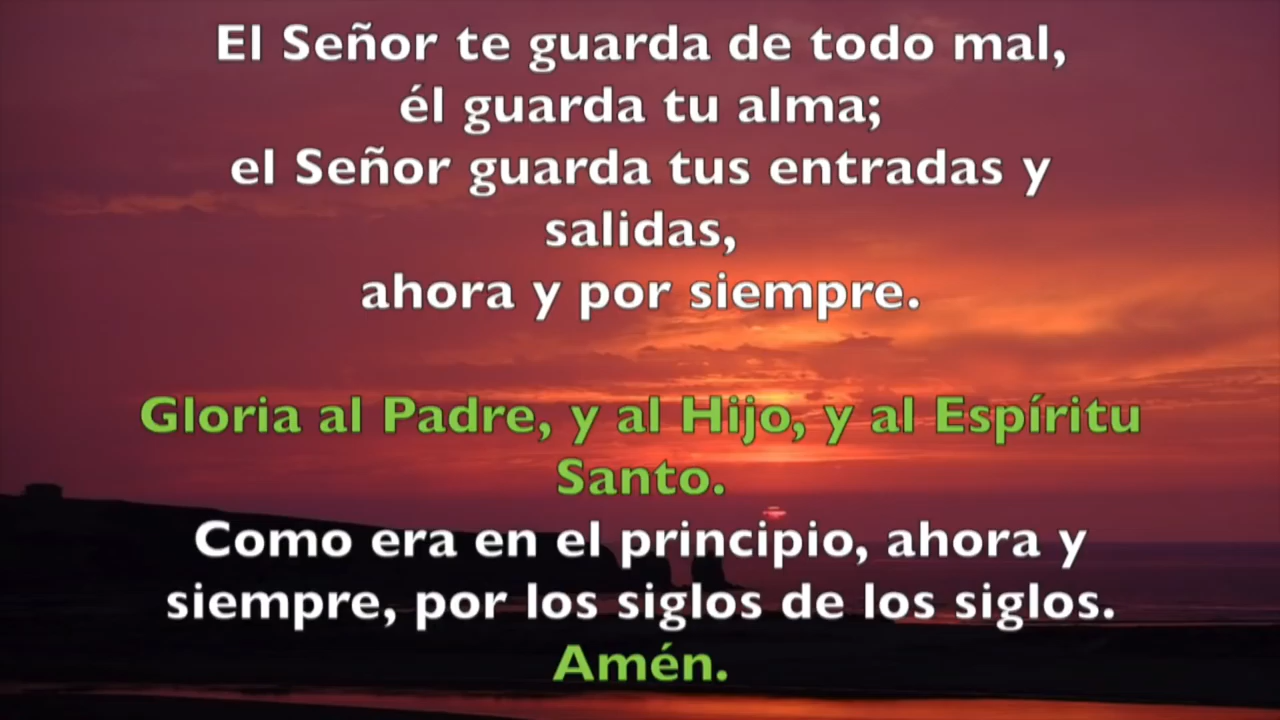 El Señor te guarda de todo mal,
él guarda tu alma;
el Señor guarda tus entradas y
salidas,
ahora y por siempre.
Gloria al Padre, y al Hijo, y al Espíritu
Santo.
Como era en el principio, ahora y
siempre, por los siglos de los siglos.
Amén.